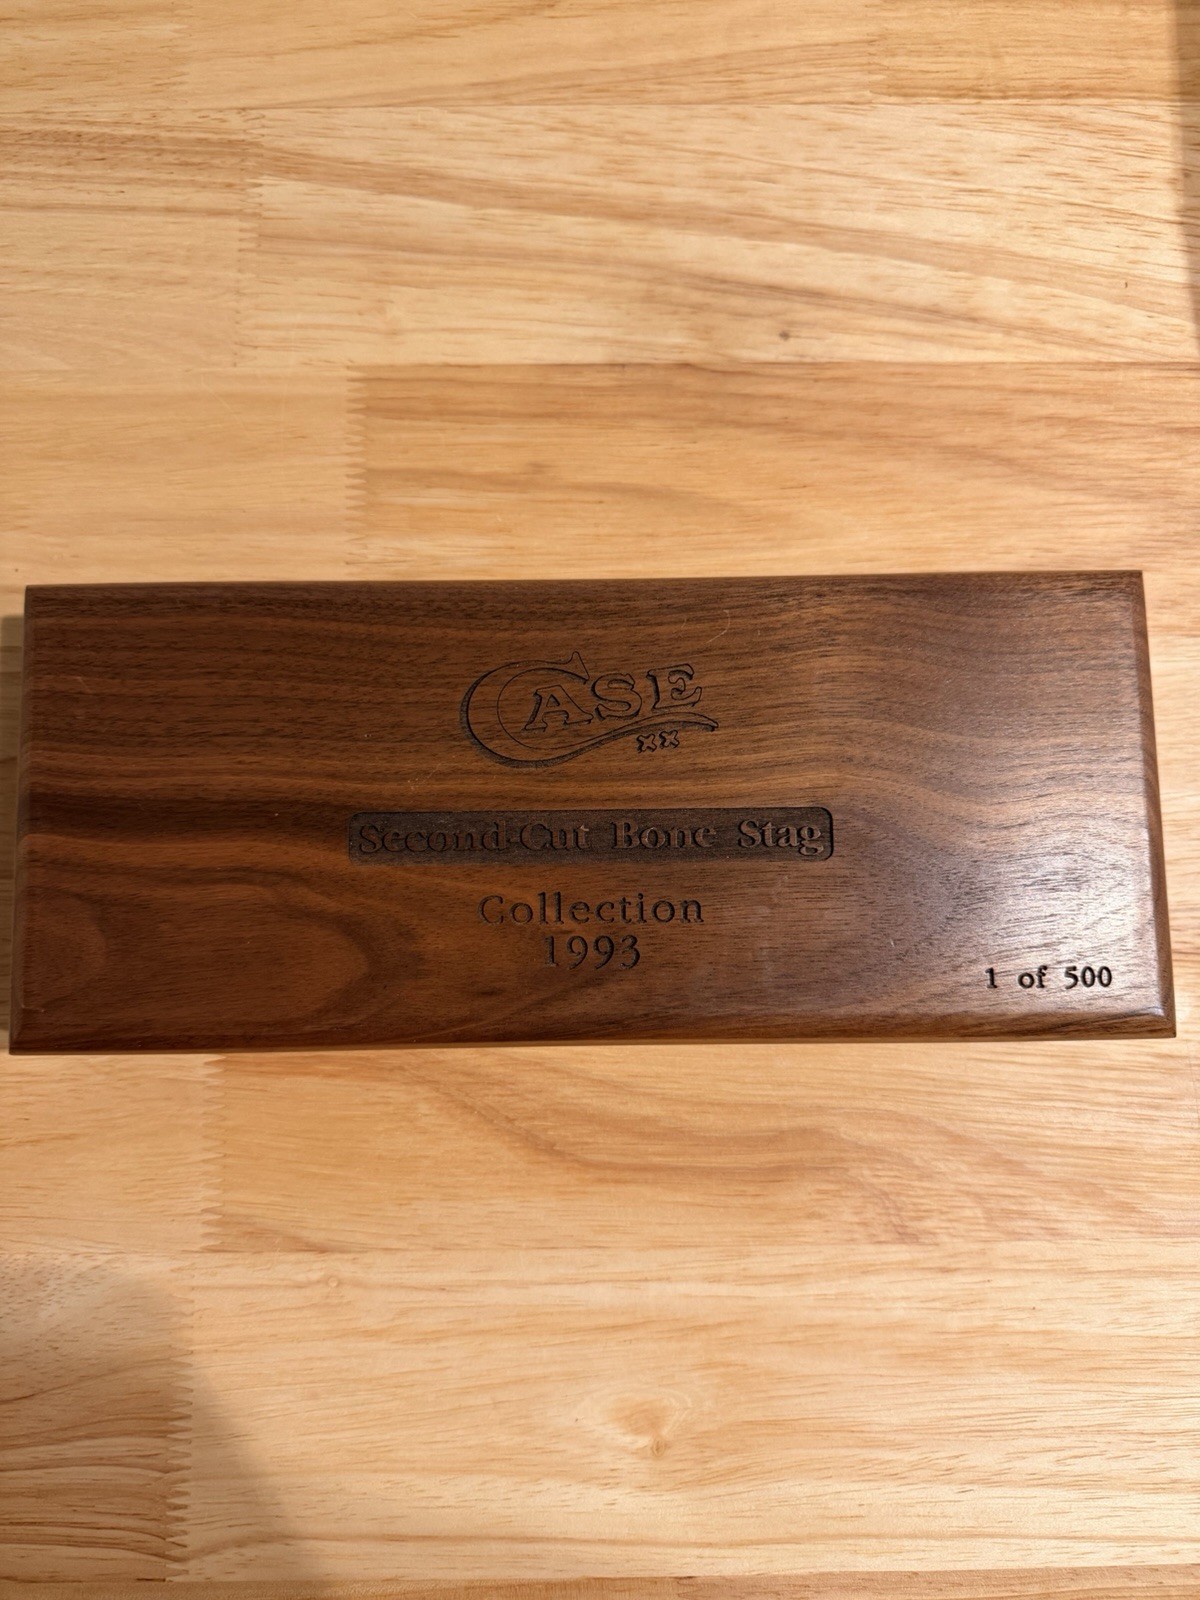 CASE
XX
Second-Cut Bone Stag
Collection
1993
1 of 500